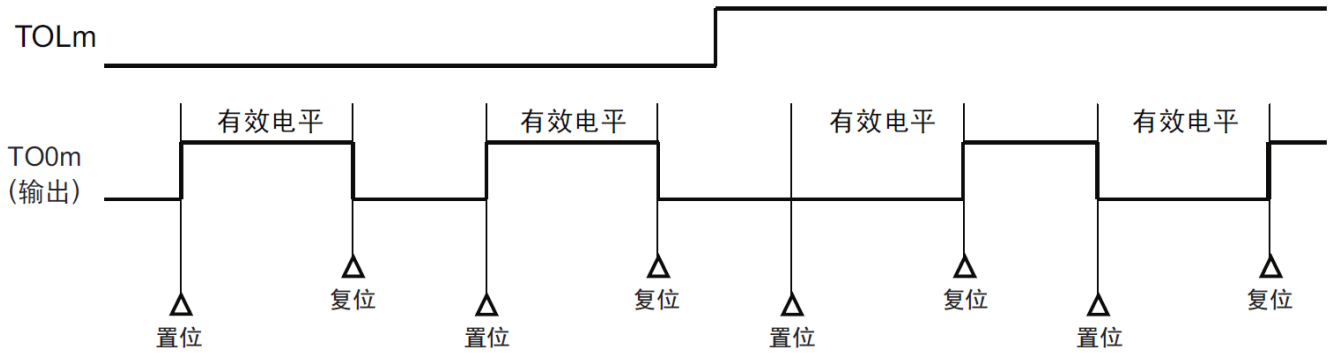 TOLm
有效电平 有效电平 有效电平 有效电平
TO0m
(输出)
复位 复位 复位 复位
置位 置位 置位 置位